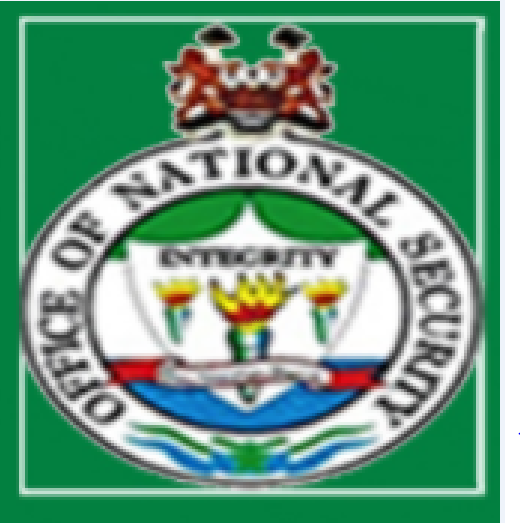 OFFICE OF NATIONAL SECURITY
INTEGRITY